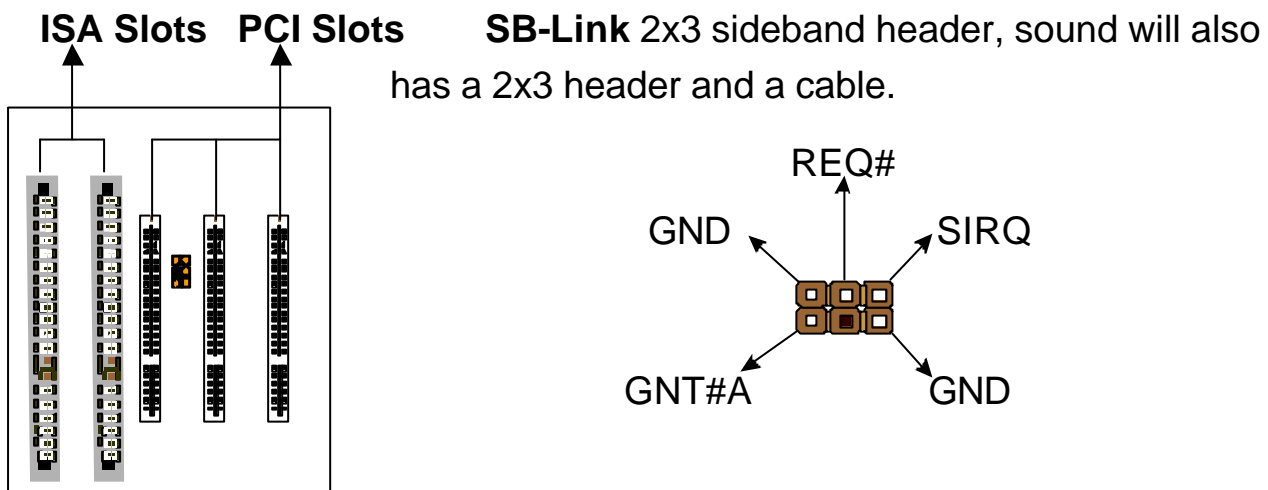 ISA Slots PCI Slots SB-Link 2x3 sideband header, sound will also
has a 2x3 header and a cable.
REQ#
GND SIRQ
GNT#A GND